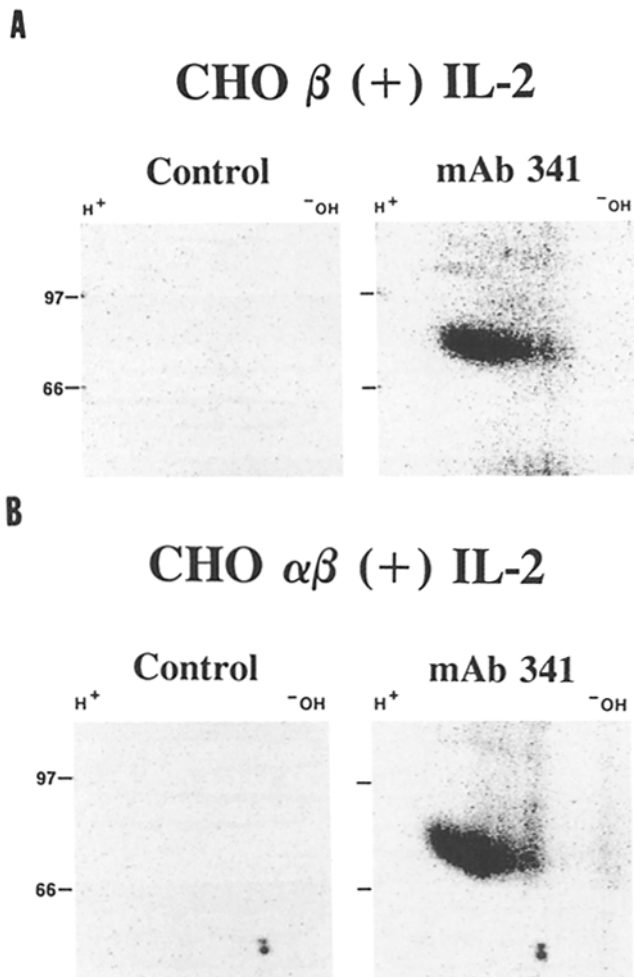 A
CHO β (+) IL-2
Control mAb 341
H+ -OH H+ -OH
97
66
B
CHO αβ (+) IL-2
Control mAb 341
H+ -OH H+ -OH
97
66